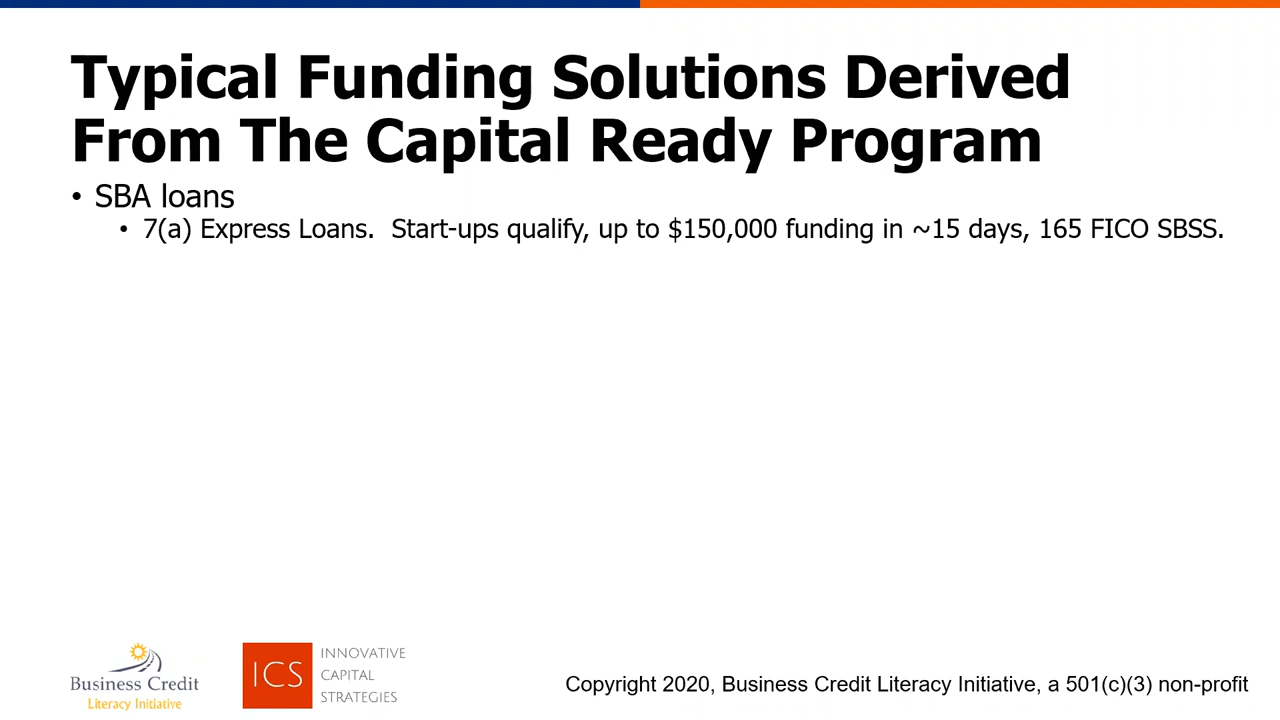 Typical Funding Solutions Derived
From The Capital Ready Program
• SBA loans
• 7(a) Express Loans.  Start-ups qualify, up to $150,000 funding in ~15 days, 165 FICO SBSS.
Business Credit
Literacy Initiative
ICS
INNOVATIVE
CAPITAL
STRATEGIES
Copyright 2020, Business Credit Literacy Initiative, a 501(c)(3) non-profit